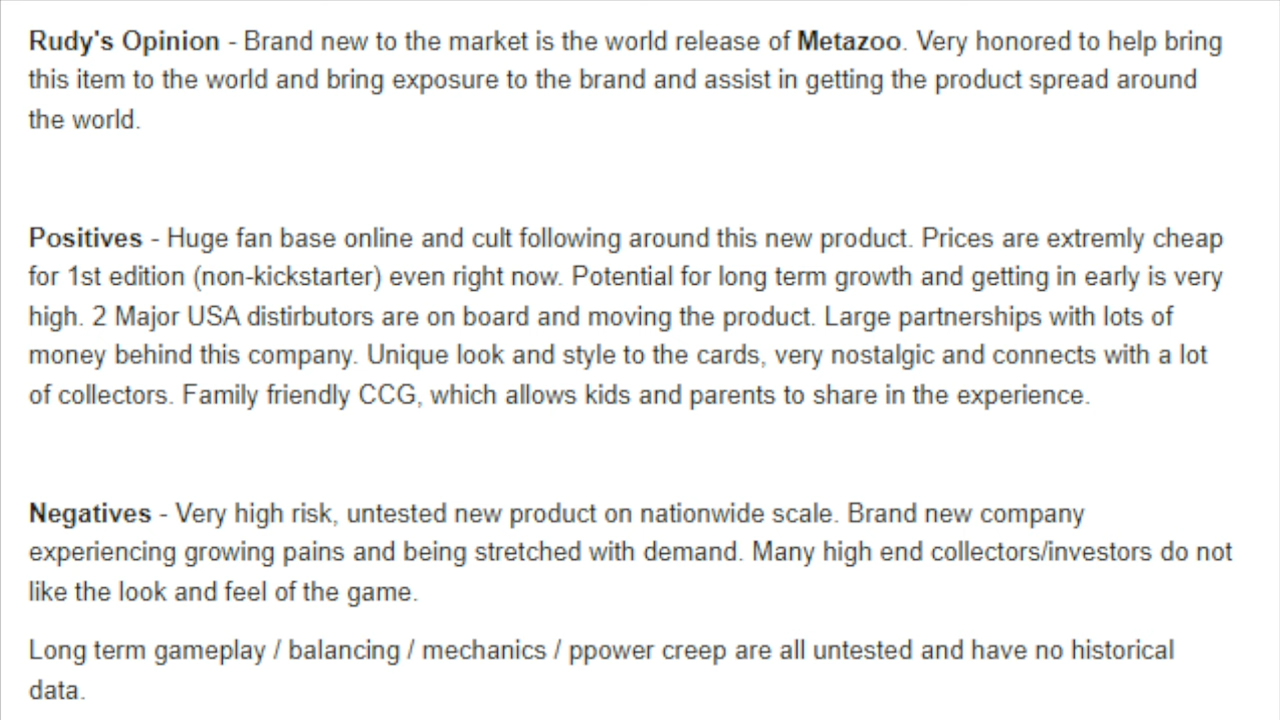 Rudy's Opinion - Brand new to the market is the world release of Metazoo. Very honored to help bring
this item to the world and bring exposure to the brand and assist in getting the product spread around
the world.
Positives - Huge fan base online and cult following around this new product. Prices are extremly cheap
for 1st edition (non-kickstarter) even right now. Potential for long term growth and getting in early is very
high. 2 Major USA distirbutors are on board and moving the product. Large partnerships with lots of
money behind this company. Unique look and style to the cards, very nostalgic and connects with a lot
of collectors. Family friendly CCG, which allows kids and parents to share in the experience.
Negatives - Very high risk, untested new product on nationwide scale. Brand new company
experiencing growing pains and being stretched with demand. Many high end collectors/investors do not
like the look and feel of the game.
Long term gameplay / balancing / mechanics / ppower creep are all untested and have no historical
data.